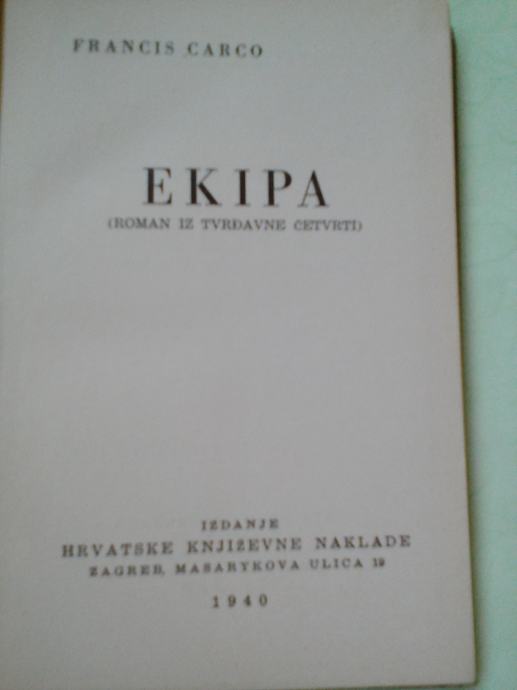 FRANCIS CARCO
EKIPA
(ROMAN IZ TVRĐAVNE ČETVRTI)
IZDANJE
HRVATSKE KNJIŽEVNE NAKLADE
ZAGREB, MASARYKOVA ULICA 19
1940